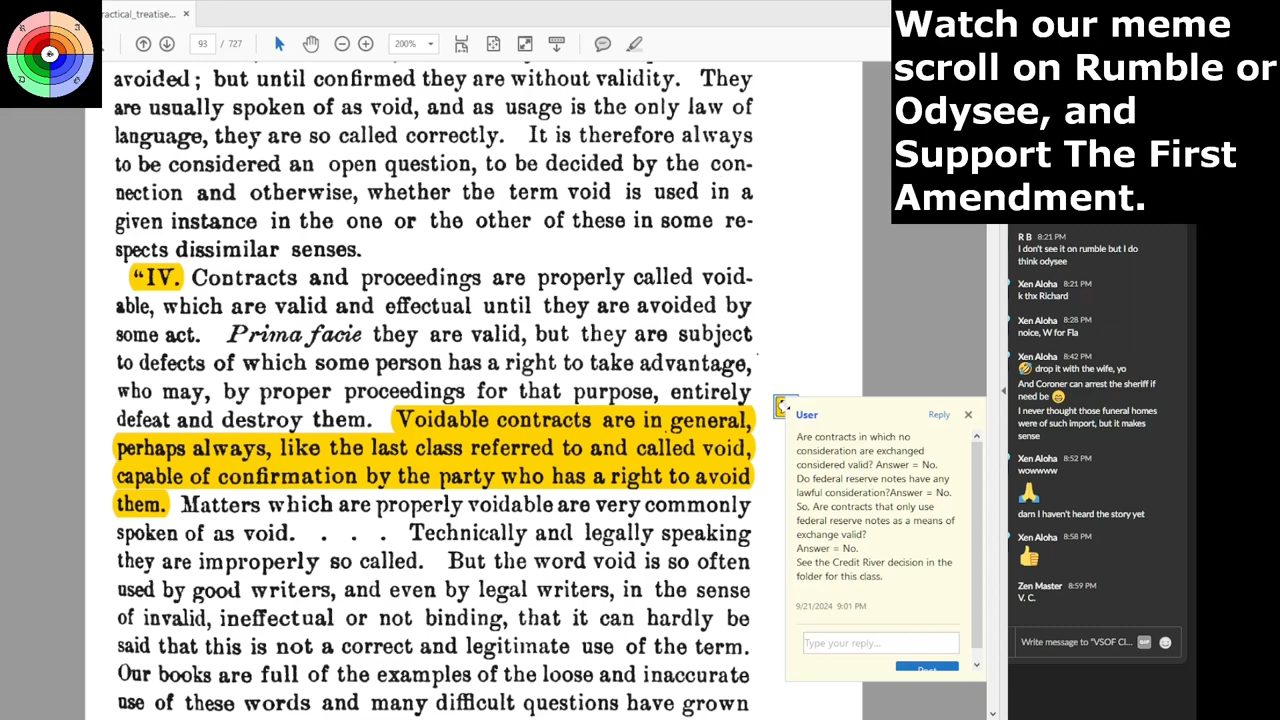 ractical_treatise...
93 / 727
200%
avoided; but until confirmed they are without validity. They
are usually spoken of as void, and as usage is the only law of
language, they are so called correctly. It is therefore always
to be considered an open question, to be decided by the con-
nection and otherwise, whether the term void is used in a
given instance in the one or the other of these in some re-
spects dissimilar senses.
"IV. Contracts and proceedings are properly called void-
able, which are valid and effectual until they are avoided by
some act. Prima facie they are valid, but they are subject
to defects of which some person has a right to take advantage,
who may, by proper proceedings for that purpose, entirely
defeat and destroy them. Voidable contracts are in general,
perhaps always, like the last class referred to and called void,
capable of confirmation by the party who has a right to avoid
them. Matters which are properly voidable are very commonly
spoken of as void. . . . Technically and legally speaking
they are improperly so called. But the word void is so often
used by good writers, and even by legal writers, in the sense
of invalid, ineffectual or not binding, that it can hardly be
said that this is not a correct and legitimate use of the term.
Our books are full of the examples of the loose and inaccurate
use of these words and many difficult questions have grown
User
Reply
Are contracts in which no
consideration are exchanged
considered valid? Answer = No.
Do federal reserve notes have any
lawful consideration?Answer = No.
So, Are contracts that only use
federal reserve notes as a means of
exchange valid?
Answer = No.
See the Credit River decision in the
folder for this class.
9/21/2024 9:01 PM
Type your reply...
Post
Watch our meme
scroll on Rumble or
Odysee, and
Support The First
Amendment.
R B 8:21 PM
I don't see it on rumble but I do
think odysee
Xen Aloha 8:21 PM
k thx Richard
Xen Aloha 8:28 PM
noice, W for Fla
Xen Aloha 8:42 PM
🤣 drop it with the wife, yo
And Coroner can arrest the sheriff if
need be 😁
I never thought those funeral homes
were of such import, but it makes
sense
Xen Aloha 8:52 PM
wowwww
🙏
dam I haven't heard the story yet
Xen Aloha 8:58 PM
👍
Zen Master 8:59 PM
V. C.
Write message to "VSOF Cl...